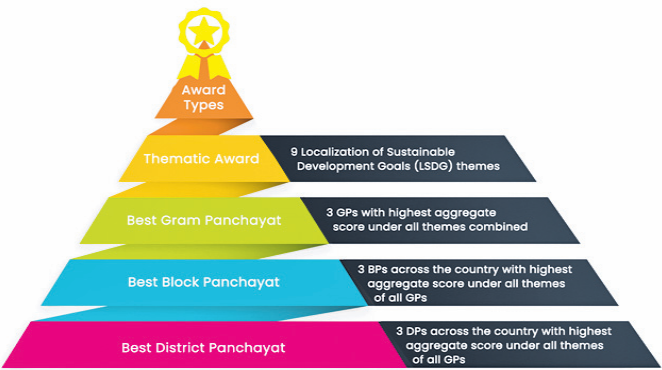 Award
Types
Thematic Award
9 Localization of Sustainable
Development Goals (LSDG) themes
Best Gram Panchayat
3 GPs with highest aggregate
score under all themes combined
Best Block Panchayat
3 BPs across the country with highest
aggregate score under all themes
of all GPs
Best District Panchayat
3 DPs across the country with highest
aggregate score under all themes
of all GPs